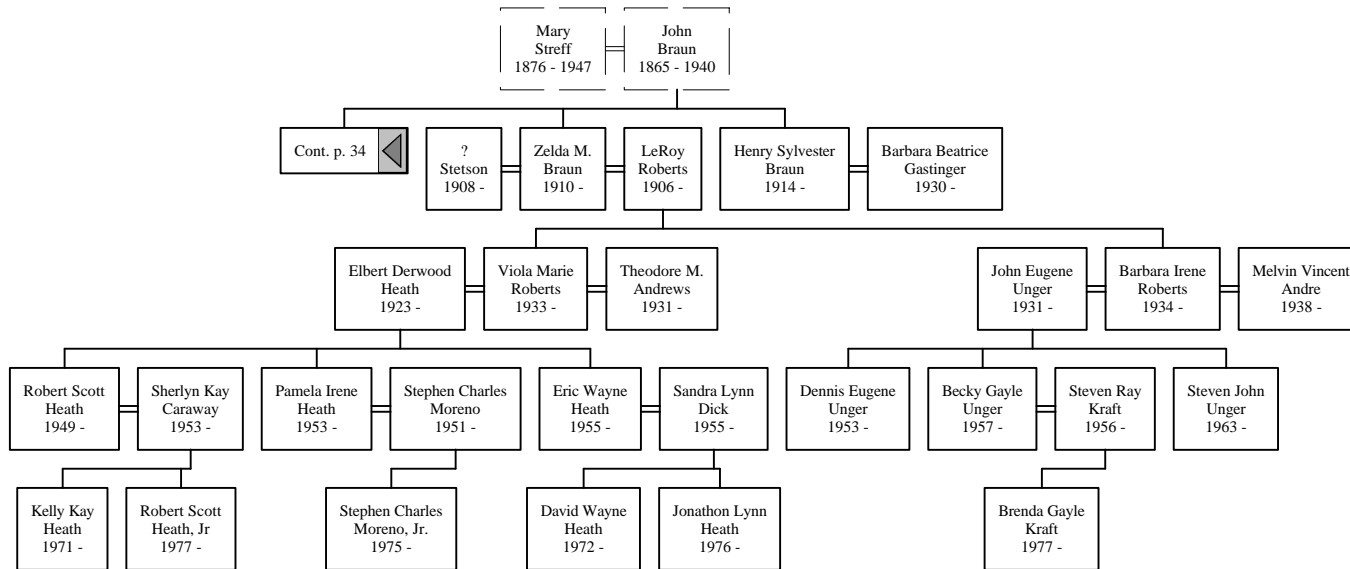 Mary
Streff
1876 - 1947
John
Braun
1865 - 1940
Cont. p. 34
?
Stetson
1908 -
Zelda M.
Braun
1910 -
LeRoy
Roberts
1906 -
Henry Sylvester
Braun
1914 -
Barbara Beatrice
Gastinger
1930 -
Elbert Derwood
Heath
1923 -
Viola Marie
Roberts
1933 -
Theodore M.
Andrews
1931 -
John Eugene
Unger
1931 -
Barbara Irene
Roberts
1934 -
Melvin Vincent
Andre
1938 -
Robert Scott
Heath
1949 -
Sherlyn Kay
Caraway
1953 -
Pamela Irene
Heath
1953 -
Stephen Charles
Moreno
1951 -
Eric Wayne
Heath
1955 -
Sandra Lynn
Dick
1955 -
Dennis Eugene
Unger
1953 -
Becky Gayle
Unger
1957 -
Steven Ray
Kraft
1956 -
Steven John
Unger
1963 -
Kelly Kay
Heath
1971 -
Robert Scott
Heath, Jr
1977 -
Stephen Charles
Moreno, Jr.
1975 -
David Wayne
Heath
1972 -
Jonathon Lynn
Heath
1976 -
Brenda Gayle
Kraft
1977 -